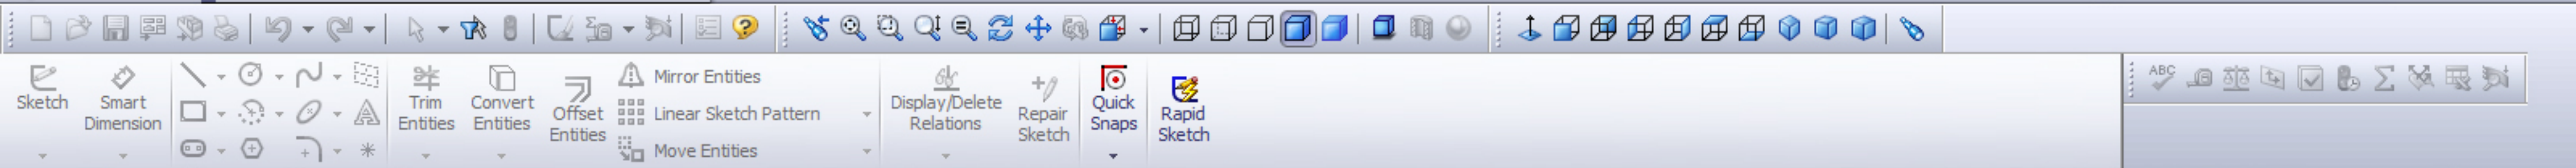 Sketch
Smart
Dimension
Trim
Entities
Convert
Entities
Offset
Entities
Mirror Entities
Linear Sketch Pattern
Move Entities
Display/Delete
Relations
Repair
Sketch
Quick
Snaps
Rapid
Sketch
ABC